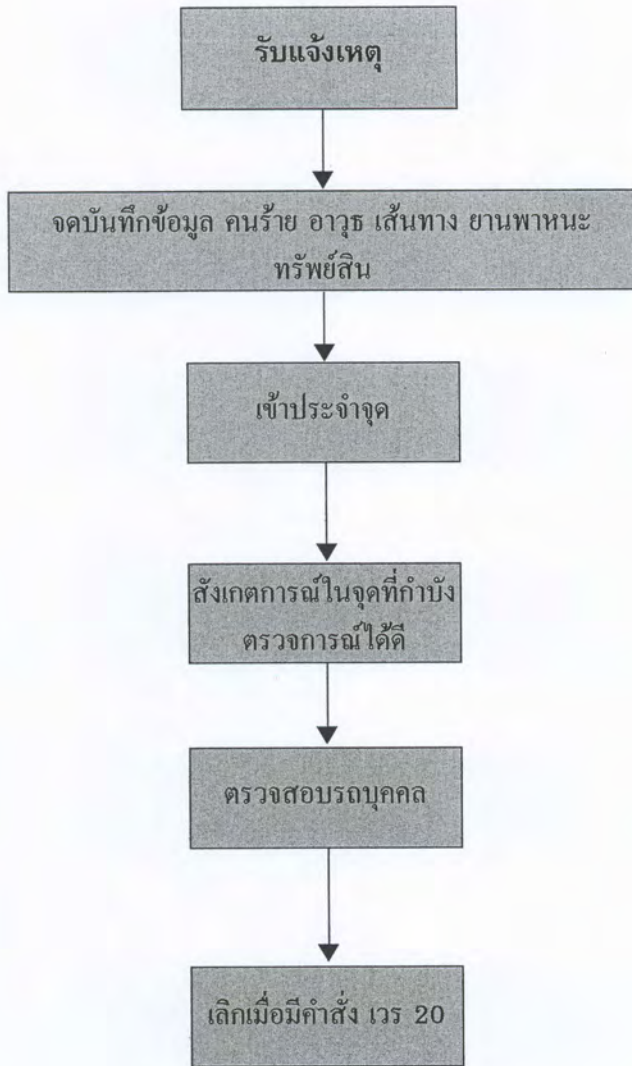 รับแจ้งเหตุ
จดบันทึกข้อมูล คนร้าย อาวุธ เส้นทาง ยานพาหนะ
ทรัพย์สิน
เข้าประจำจุด
สังเกตการณ์ในจุดที่กำบัง
ตรวจการณ์ได้ดี
ตรวจสอบรถบุคคล
เลิกเมื่อมีคำสั่ง เวร 20